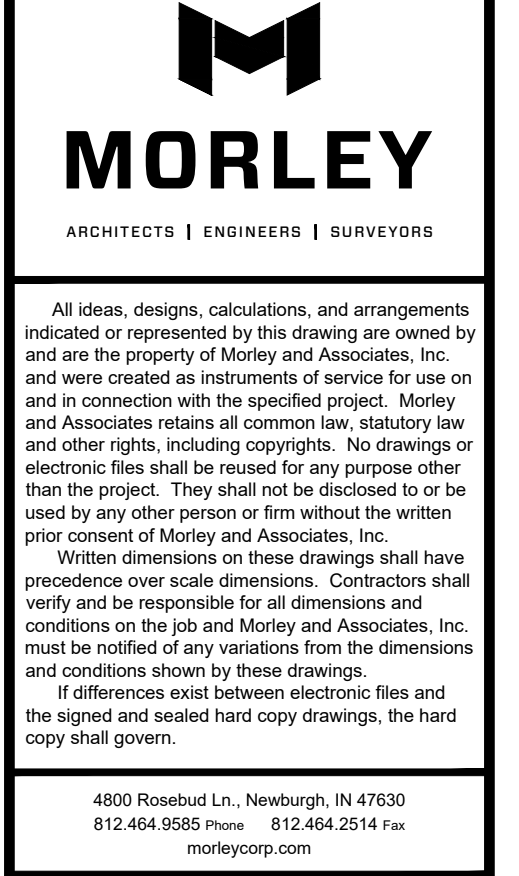 MORLEY
ARCHITECTS | ENGINEERS | SURVEYORS
All ideas, designs, calculations, and arrangements
indicated or represented by this drawing are owned by
and are the property of Morley and Associates, Inc.
and were created as instruments of service for use on
and in connection with the specified project.  Morley
and Associates retains all common law, statutory law
and other rights, including copyrights.  No drawings or
electronic files shall be reused for any purpose other
than the project.  They shall not be disclosed to or be
used by any other person or firm without the written
prior consent of Morley and Associates, Inc.
Written dimensions on these drawings shall have
precedence over scale dimensions.  Contractors shall
verify and be responsible for all dimensions and
conditions on the job and Morley and Associates, Inc.
must be notified of any variations from the dimensions
and conditions shown by these drawings.
If differences exist between electronic files and
the signed and sealed hard copy drawings, the hard
copy shall govern.
4800 Rosebud Ln., Newburgh, IN 47630
812.464.9585 Phone 812.464.2514 Fax
morleycorp.com